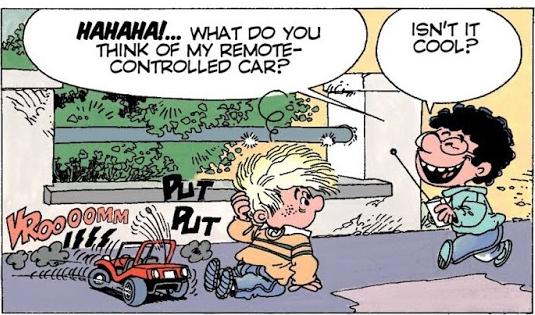 HAHAHA!... WHAT DO YOU
THINK OF MY REMOTE-
CONTROLLED CAR?
ISN'T IT
COOL?
PUT
PUT
VROOOOMM